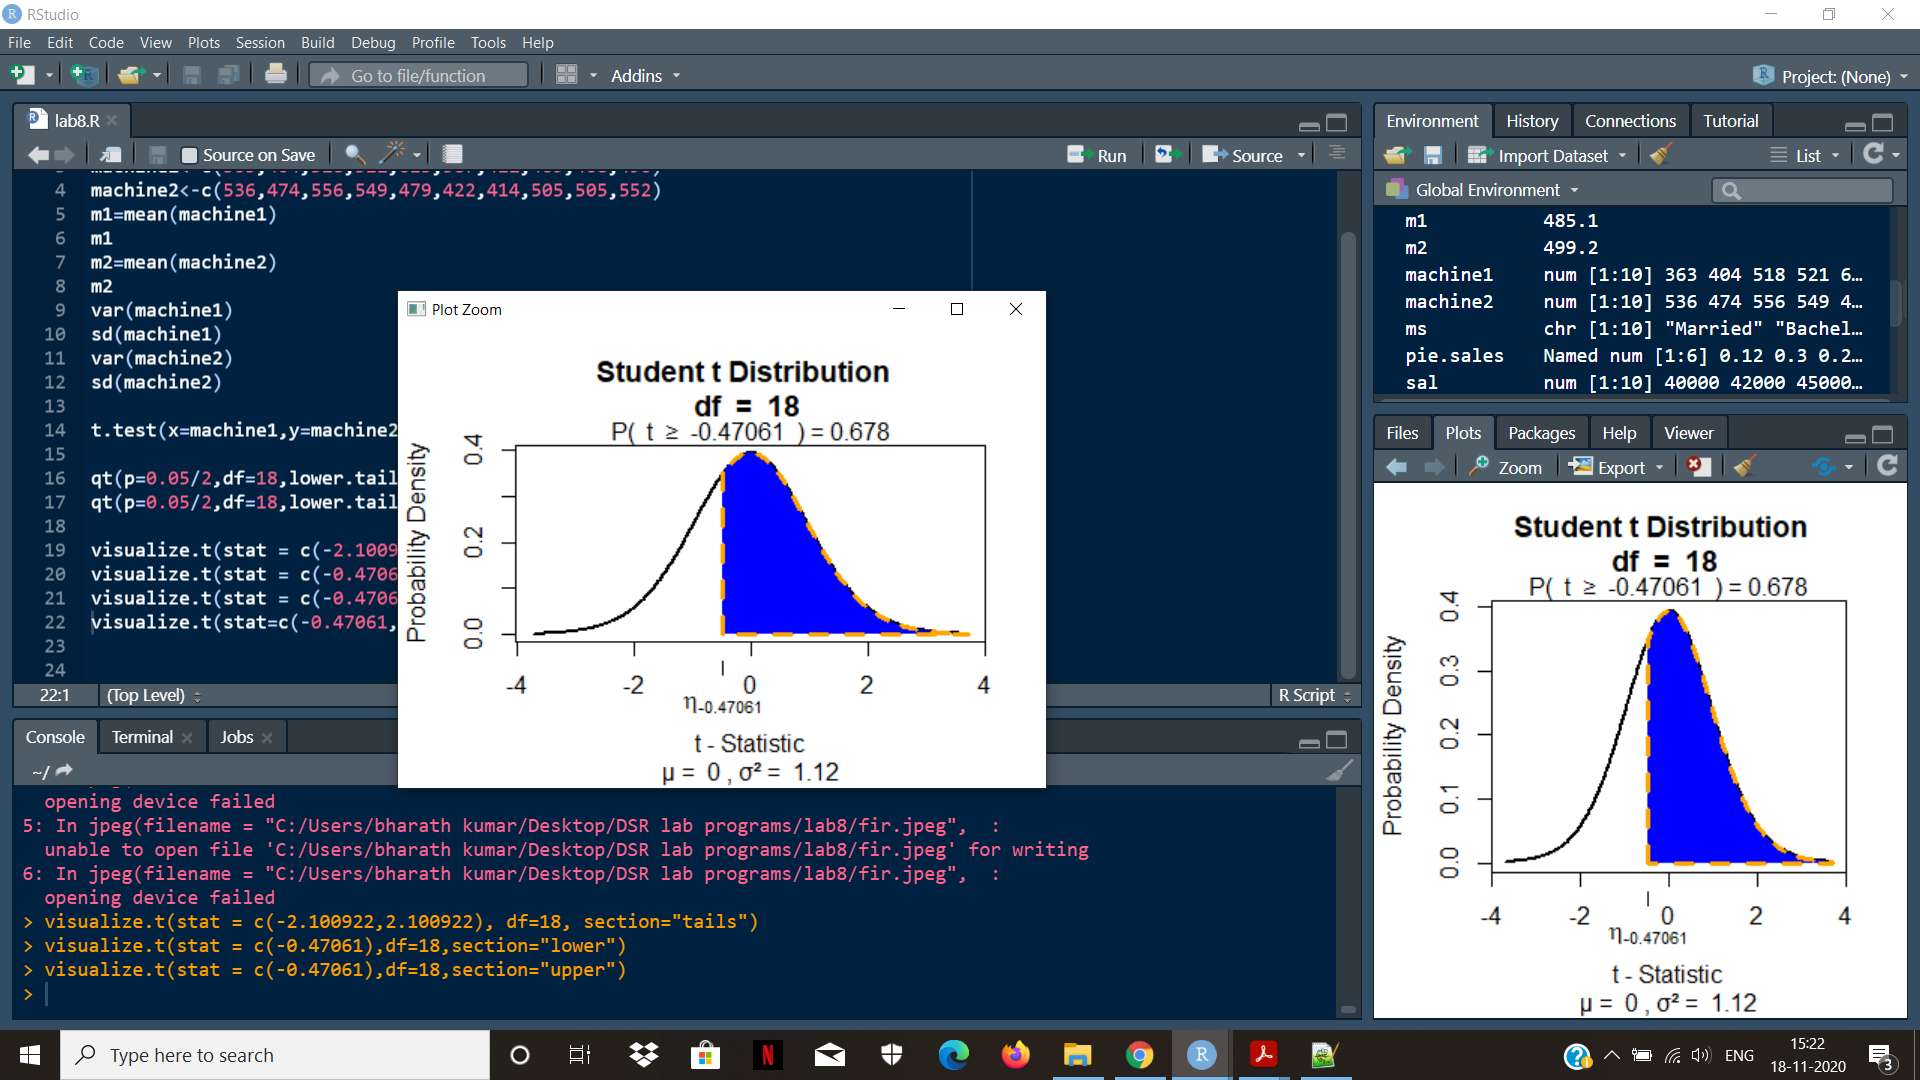 RStudio
File Edit Code View Plots Session Build Debug Profile Tools Help
Go to file/function Addins Project: (None)
lab8.R
Source on Save Run Source
4 machine2<-c(536,474,556,549,479,422,414,505,505,552)
5 m1=mean(machine1)
6 m1
7 m2=mean(machine2)
8 m2
9 var(machine1)
10 sd(machine1)
11 var(machine2)
12 sd(machine2)
13
14 t.test(x=machine1,y=machine2
15
16 qt(p=0.05/2,df=18,lower.tail
17 qt(p=0.05/2,df=18,lower.tail
18
19 visualize.t(stat = c(-2.1009
20 visualize.t(stat = c(-0.4706
21 visualize.t(stat = c(-0.4706
22 visualize.t(stat=c(-0.47061,
23
24
22:1 (Top Level) R Script
Plot Zoom
Student t Distribution
df = 18
P( t ≥ -0.47061 ) = 0.678
Probability Density
0.0 0.2 0.4
-4 -2 0 2 4
η-0.47061
t - Statistic
μ = 0 , σ² = 1.12
Console Terminal Jobs
~/
opening device failed
5: In jpeg(filename = "C:/Users/bharath kumar/Desktop/DSR lab programs/lab8/fir.jpeg", :
unable to open file 'C:/Users/bharath kumar/Desktop/DSR lab programs/lab8/fir.jpeg' for writing
6: In jpeg(filename = "C:/Users/bharath kumar/Desktop/DSR lab programs/lab8/fir.jpeg", :
opening device failed
> visualize.t(stat = c(-2.100922,2.100922), df=18, section="tails")
> visualize.t(stat = c(-0.47061),df=18,section="lower")
> visualize.t(stat = c(-0.47061),df=18,section="upper")
>
Environment History Connections Tutorial
Import Dataset List
Global Environment
m1 485.1
m2 499.2
machine1 num [1:10] 363 404 518 521 6…
machine2 num [1:10] 536 474 556 549 4…
ms chr [1:10] "Married" "Bachel…
pie.sales Named num [1:6] 0.12 0.3 0.2…
sal num [1:10] 40000 42000 45000…
Files Plots Packages Help Viewer
Zoom Export
Student t Distribution
df = 18
P( t ≥ -0.47061 ) = 0.678
Probability Density
0.0 0.1 0.2 0.3 0.4
-4 -2 0 2 4
η-0.47061
t - Statistic
μ = 0 , σ² = 1.12
Type here to search
ENG
15:22
18-11-2020
3